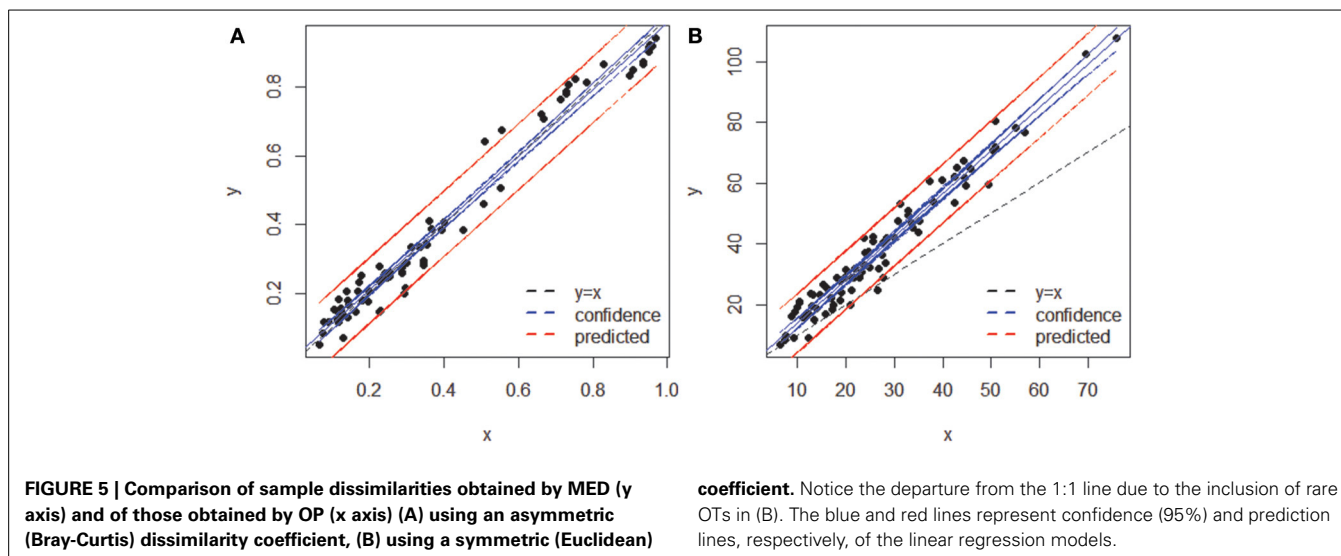 A
y
0.2 0.4 0.6 0.8
0.2 0.4 0.6 0.8 1.0
x
y=x
confidence
predicted
B
y
20 40 60 80 100
10 20 30 40 50 60 70
x
y=x
confidence
predicted
FIGURE 5 | Comparison of sample dissimilarities obtained by MED (y
axis) and of those obtained by OP (x axis) (A) using an asymmetric
(Bray-Curtis) dissimilarity coefficient, (B) using a symmetric (Euclidean)
coefficient. Notice the departure from the 1:1 line due to the inclusion of rare
OTs in (B). The blue and red lines represent confidence (95%) and prediction
lines, respectively, of the linear regression models.